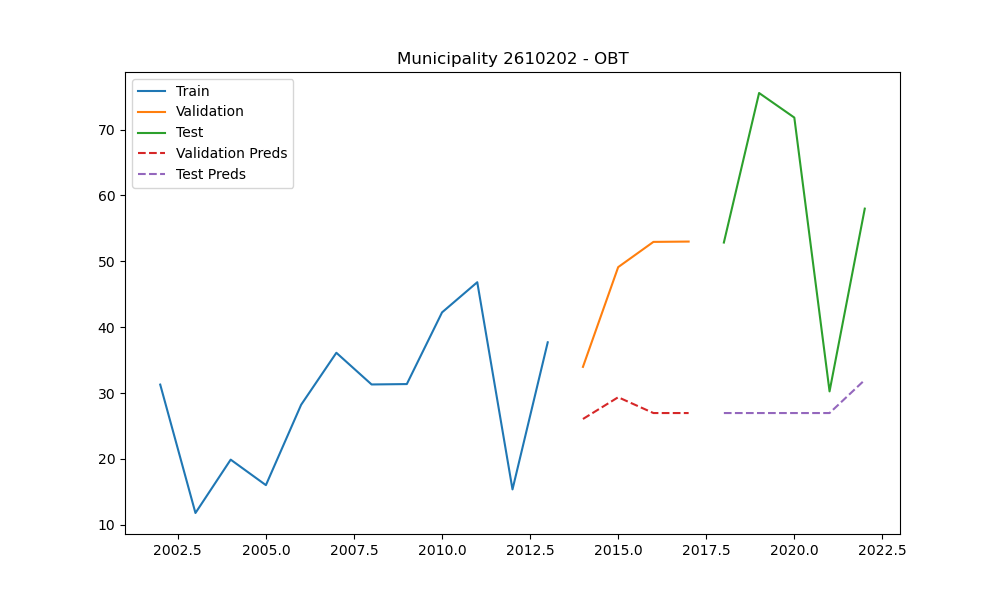 Municipality 2610202 - OBT
Train
Validation
Test
Validation Preds
Test Preds
70
60
50
40
30
20
10
2002.5 2005.0 2007.5 2010.0 2012.5 2015.0 2017.5 2020.0 2022.5